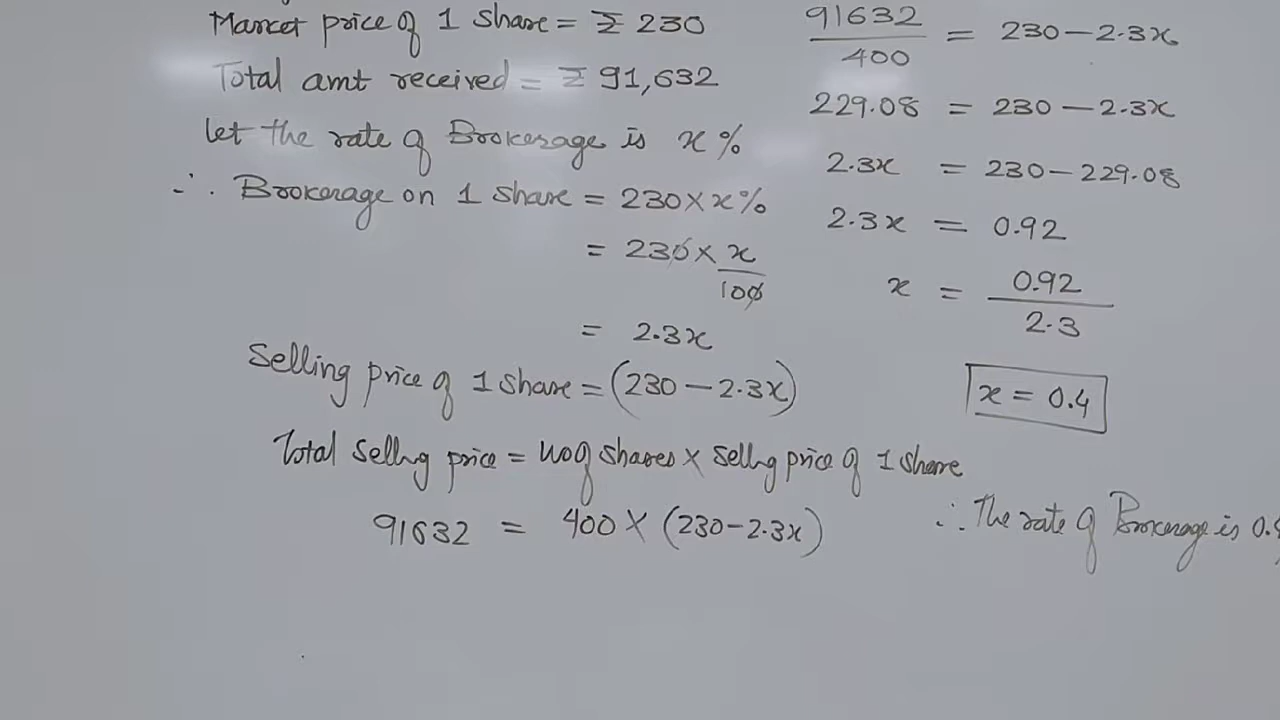 Market price of 1 share = ₹ 230
Total amt received = ₹ 91,632
let the rate of Brokerage is x %
∴ Brokerage on 1 share = 230 × x%
= 230 × x
100
= 2.3x
Selling price of 1 share = (230 – 2.3x)
Total selling price = no of shares × sellng price of 1 share
91632 = 400 × (230 – 2.3x)
91632
400
= 230 – 2.3x
229.08 = 230 – 2.3x
2.3x = 230 – 229.08
2.3x = 0.92
x = 0.92
2.3
x = 0.4
∴ The rate of Brokerage is 0.